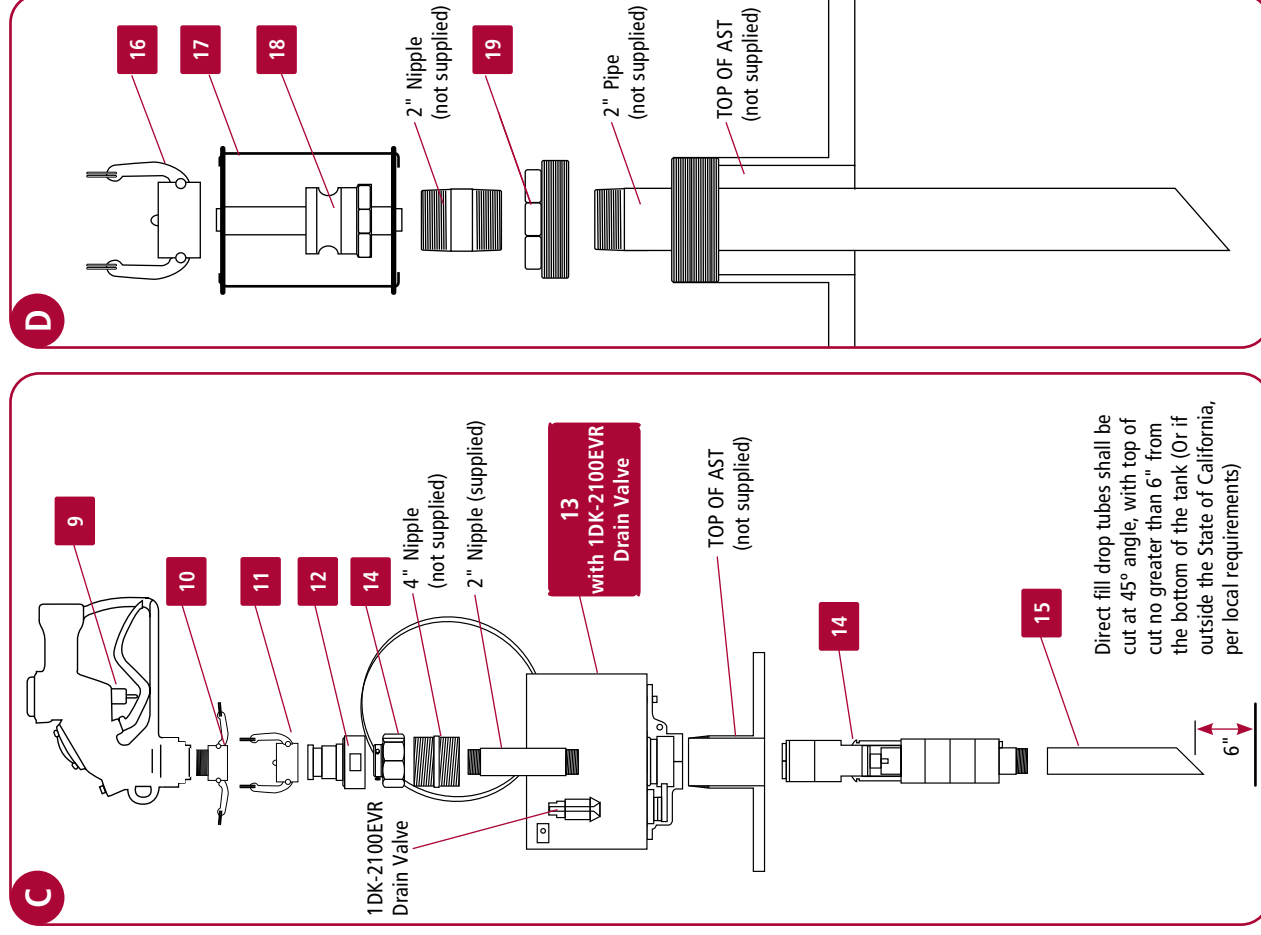 C
9
10
11
12
14
4" Nipple
(not supplied)
2" Nipple (supplied)
13
with 1DK-2100EVR
Drain Valve
1DK-2100EVR
Drain Valve
TOP OF AST
(not supplied)
14
15
Direct fill drop tubes shall be
cut at 45º angle, with top of
cut no greater than 6" from
the bottom of the tank (Or if
outside the State of California,
per local requirements)
6"
D
16
17
18
2" Nipple
(not supplied)
19
2" Pipe
(not supplied)
TOP OF AST
(not supplied)